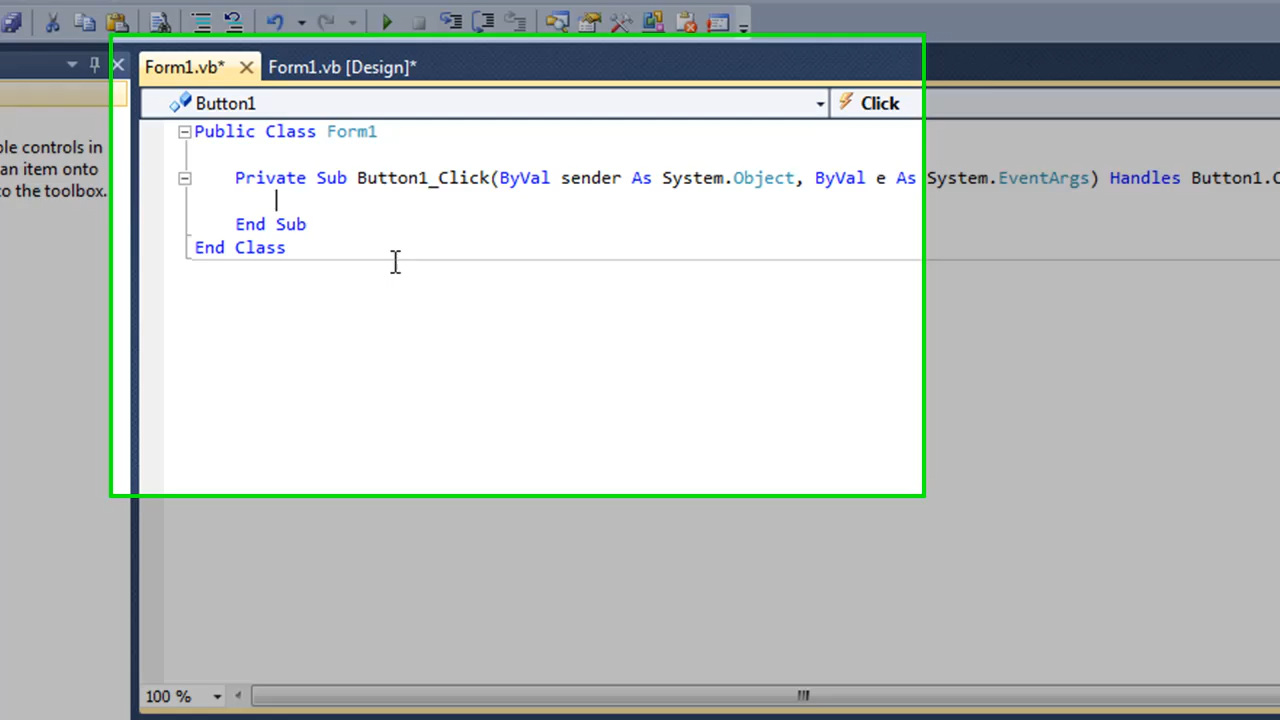 Form1.vb* Form1.vb [Design]*
Button1 Click
ple controls in
an item onto
to the toolbox.
Public Class Form1
Private Sub Button1_Click(ByVal sender As System.Object, ByVal e As System.EventArgs) Handles Button1.C
End Sub
End Class
100 %